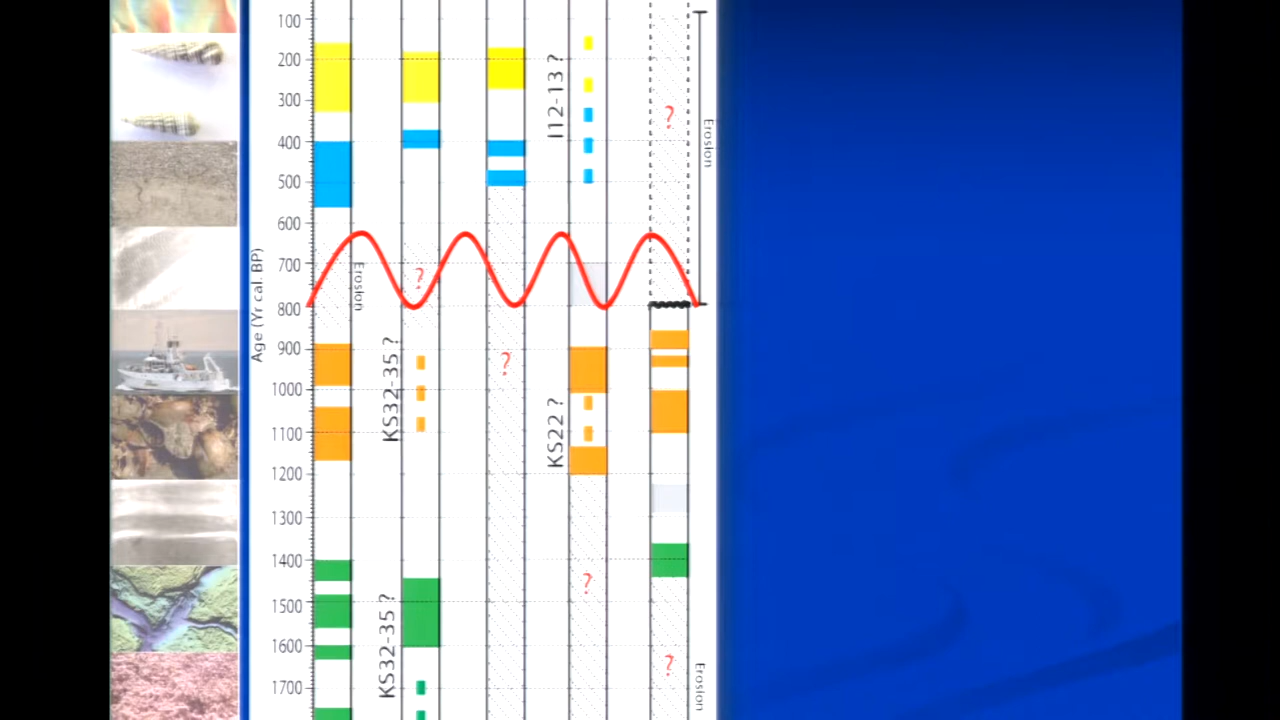 100
200
300
400
500
600
700
800
900
1000
1100
1200
1300
1400
1500
1600
1700
Age (Yr cal. BP)
Erosion
KS32-35 ?
KS32-35 ?
?
?
I12-13 ?
KS22 ?
?
?
?
Erosion
Erosion